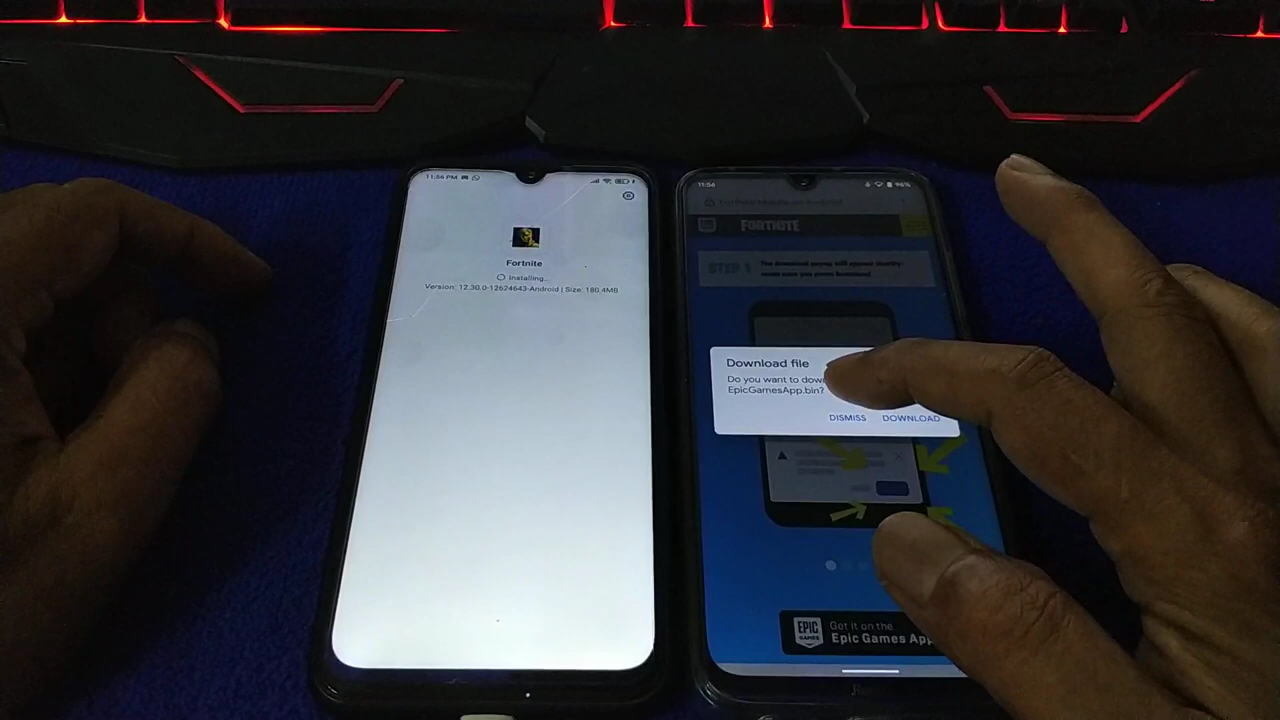 11:56 PM
Fortnite
Installing...
Version: 12.30.0-12624643-Android | Size: 180.4MB
11:56
96%
FORTNITE
STEP 1
Download file
Do you want to dow
EpicGamesApp.bin?
DISMISS DOWNLOAD
EPIC
GAMES
Get it on the
Epic Games App